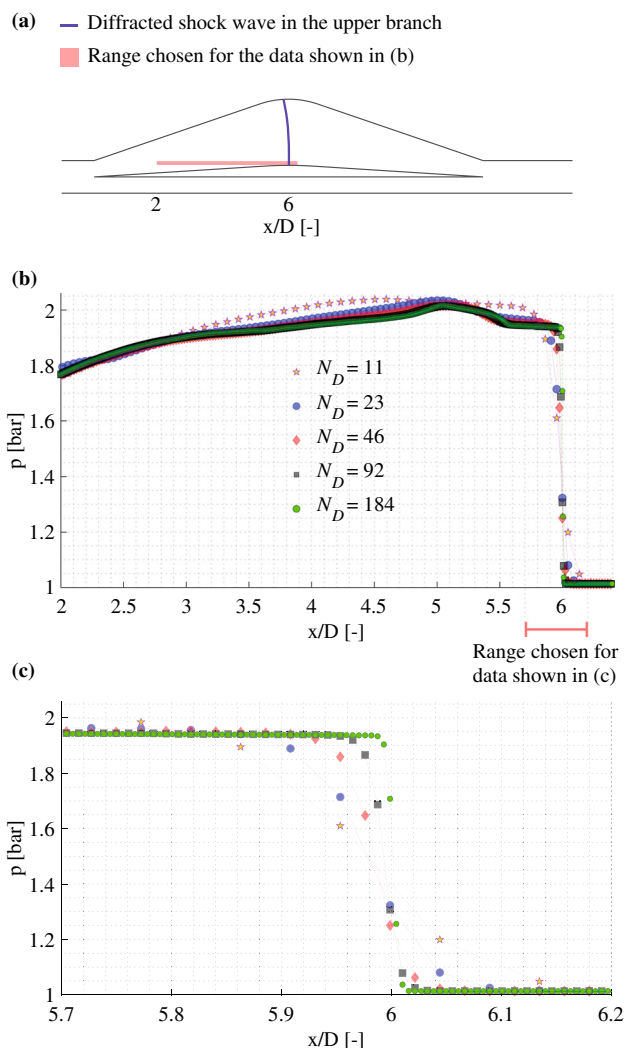 (a)
Diffracted shock wave in the upper branch
Range chosen for the data shown in (b)
2 6
x/D [-]
(b)
2
1.8
1.6
1.4
1.2
1
p [bar]
N_D = 11
N_D = 23
N_D = 46
N_D = 92
N_D = 184
2 2.5 3 3.5 4 4.5 5 5.5 6
x/D [-]
Range chosen for
data shown in (c)
(c)
2
1.8
1.6
1.4
1.2
1
p [bar]
5.7 5.8 5.9 6 6.1 6.2
x/D [-]